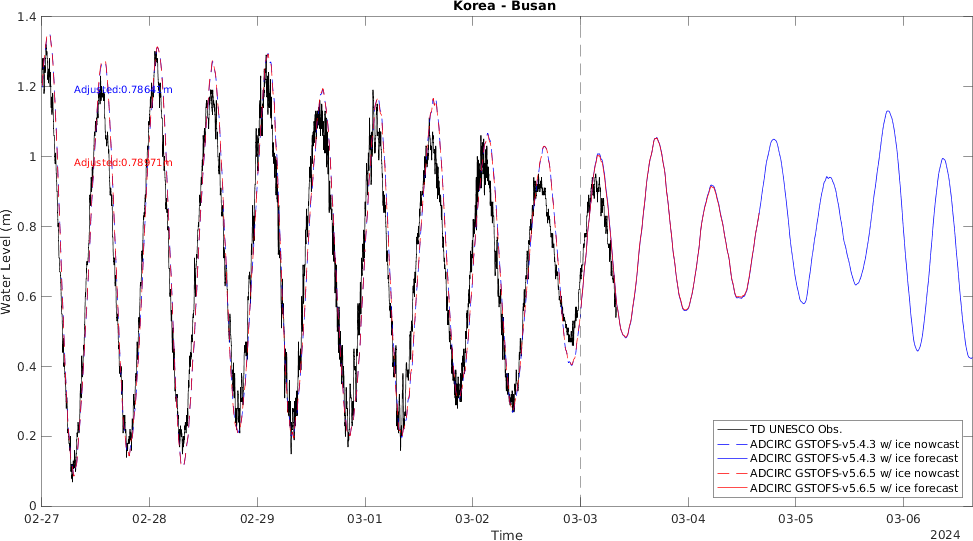 Korea - Busan
1.4
1.2
1
0.8
0.6
0.4
0.2
0
Water Level (m)
Adjusted:0.78971m
02-27
02-28
02-29
03-01
03-02
03-03
03-04
03-05
03-06
Time
2024
TD UNESCO Obs.
ADCIRC GSTOFS-v5.4.3 w/ ice nowcast
ADCIRC GSTOFS-v5.4.3 w/ ice forecast
ADCIRC GSTOFS-v5.6.5 w/ ice nowcast
ADCIRC GSTOFS-v5.6.5 w/ ice forecast